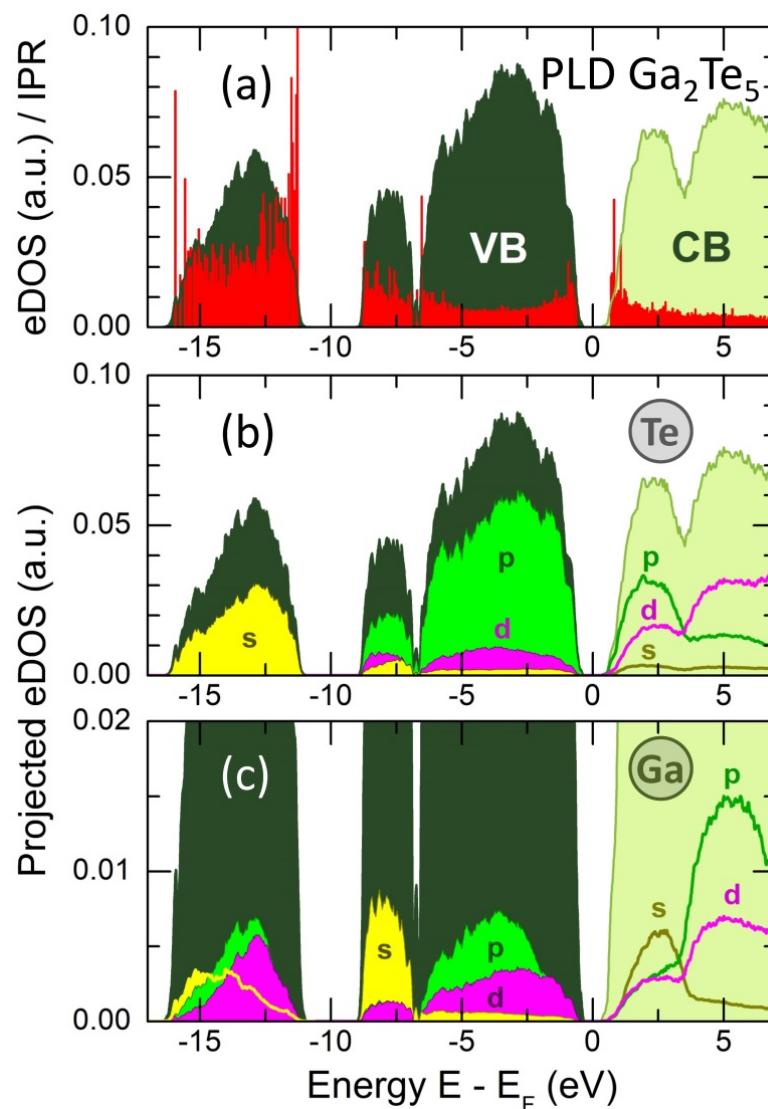 eDOS (a.u.) / IPR
0.10
0.05
0.00
(a)
PLD Ga₂Te₅
VB
CB
-15
-10
-5
0
5
Projected eDOS (a.u.)
0.10
0.05
0.00
(b)
Te
s
p
d
p
d
s
-15
-10
-5
0
5
0.02
0.01
0.00
(c)
Ga
s
p
d
p
s
d
-15
-10
-5
0
5
Energy E - E_F (eV)